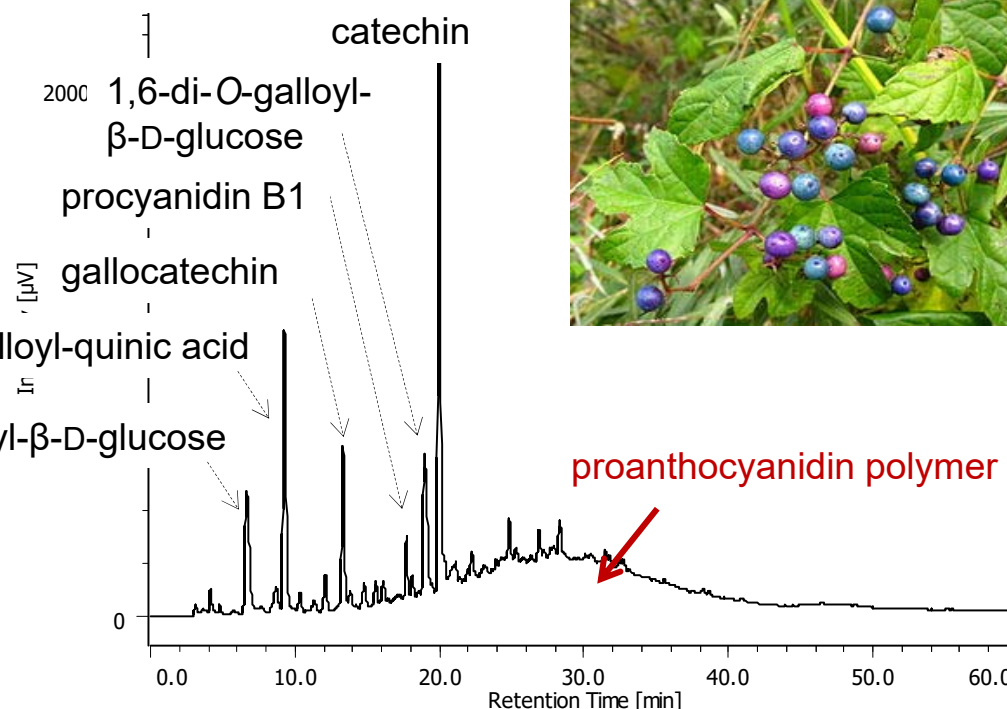 catechin
2000
1,6-di-O-galloyl-
β-D-glucose
procyanidin B1
gallocatechin
[µV]
lloyl-quinic acid
yl-β-D-glucose
proanthocyanidin polymer
0
0.0 10.0 20.0 30.0 40.0 50.0 60.0
Retention Time [min]